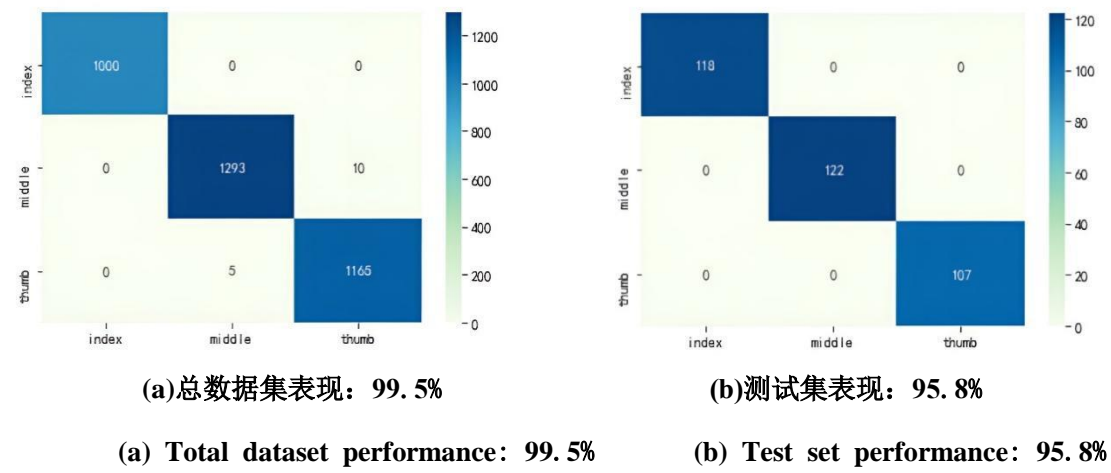 1000 0 0
0 1293 10
0 5 1165
index
middle
thumb
index middle thumb
1200
1000
800
600
400
200
0
118 0 0
0 122 0
0 0 107
index
middle
thumb
index middle thumb
120
100
80
60
40
20
0
(a)总数据集表现：99.5%
(b)测试集表现：95.8%
(a) Total dataset performance: 99.5%
(b) Test set performance: 95.8%